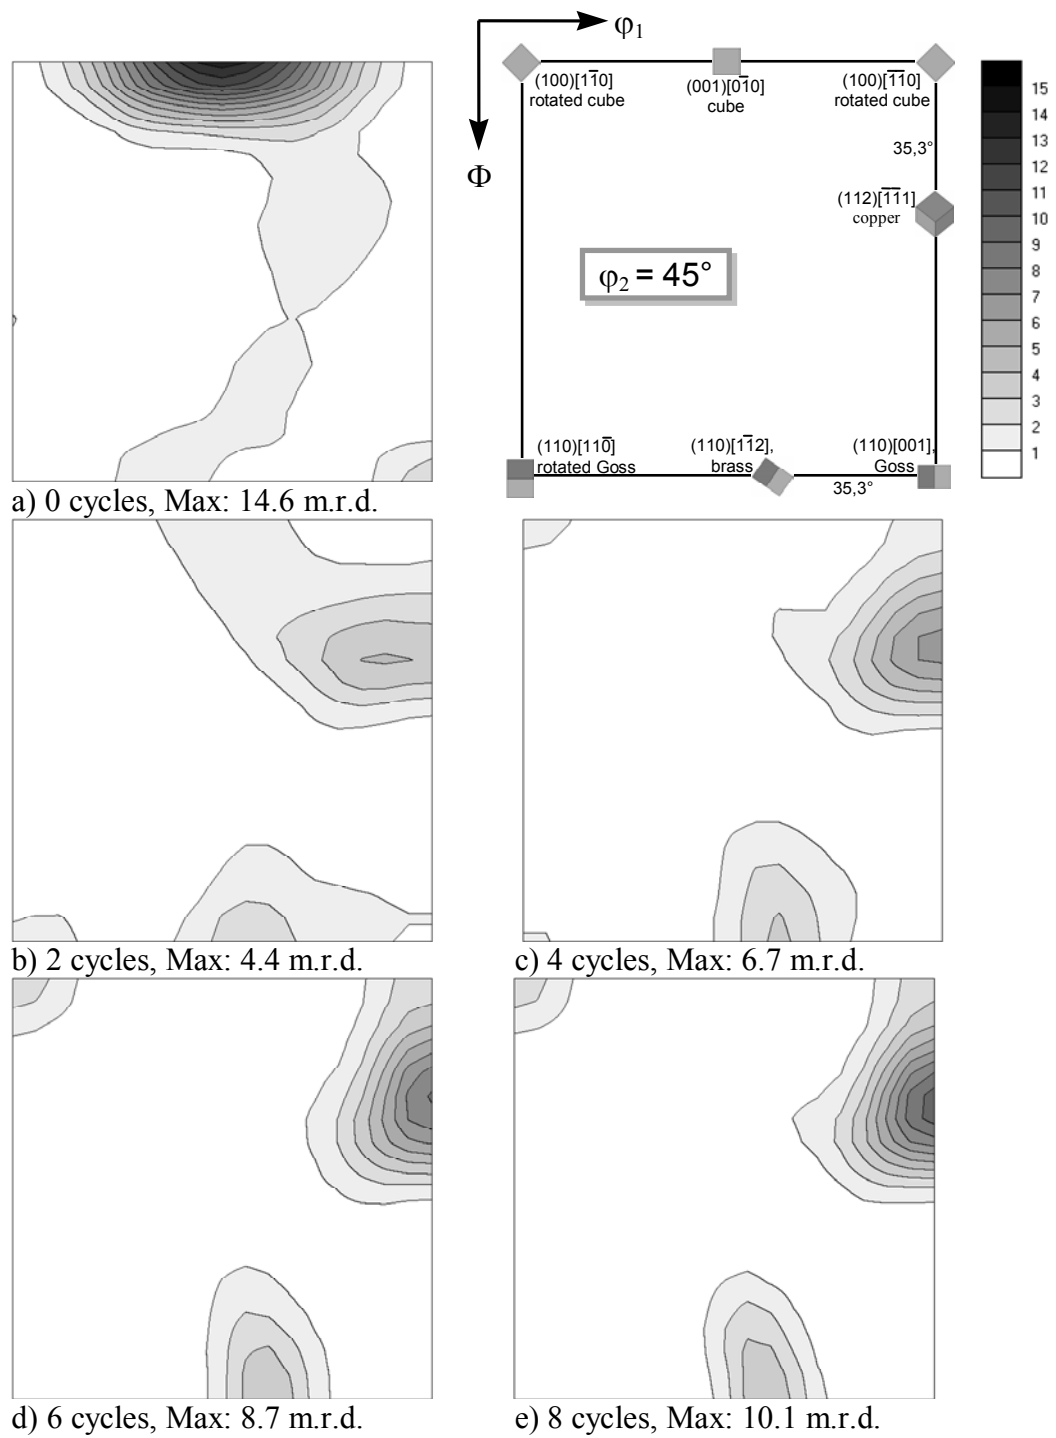 φ₁
Φ
(100)[11̅0]
rotated cube
(001)[01̅0]
cube
(100)[1̅1̅0]
rotated cube
35,3°
(112)[1̅1̅1]
copper
φ₂ = 45°
(110)[110̅]
rotated Goss
(110)[11̅2],
brass
(110)[001],
Goss
35,3°
15
14
13
12
11
10
9
8
7
6
5
4
3
2
1
a) 0 cycles, Max: 14.6 m.r.d.
b) 2 cycles, Max: 4.4 m.r.d.
c) 4 cycles, Max: 6.7 m.r.d.
d) 6 cycles, Max: 8.7 m.r.d.
e) 8 cycles, Max: 10.1 m.r.d.